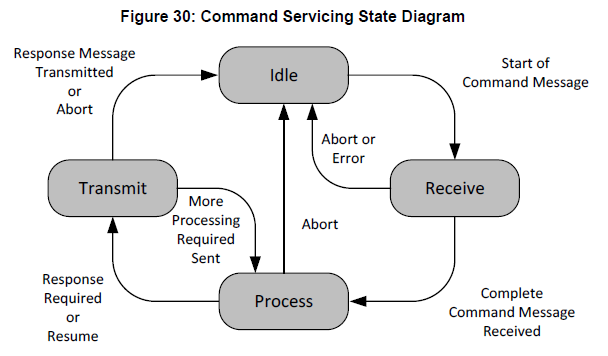 Figure 30: Command Servicing State Diagram
Response Message
Transmitted
or
Abort
Idle
Start of
Command Message
Abort or
Error
Transmit
Receive
More
Processing
Required
Sent
Abort
Response
Required
or
Resume
Process
Complete
Command Message
Received